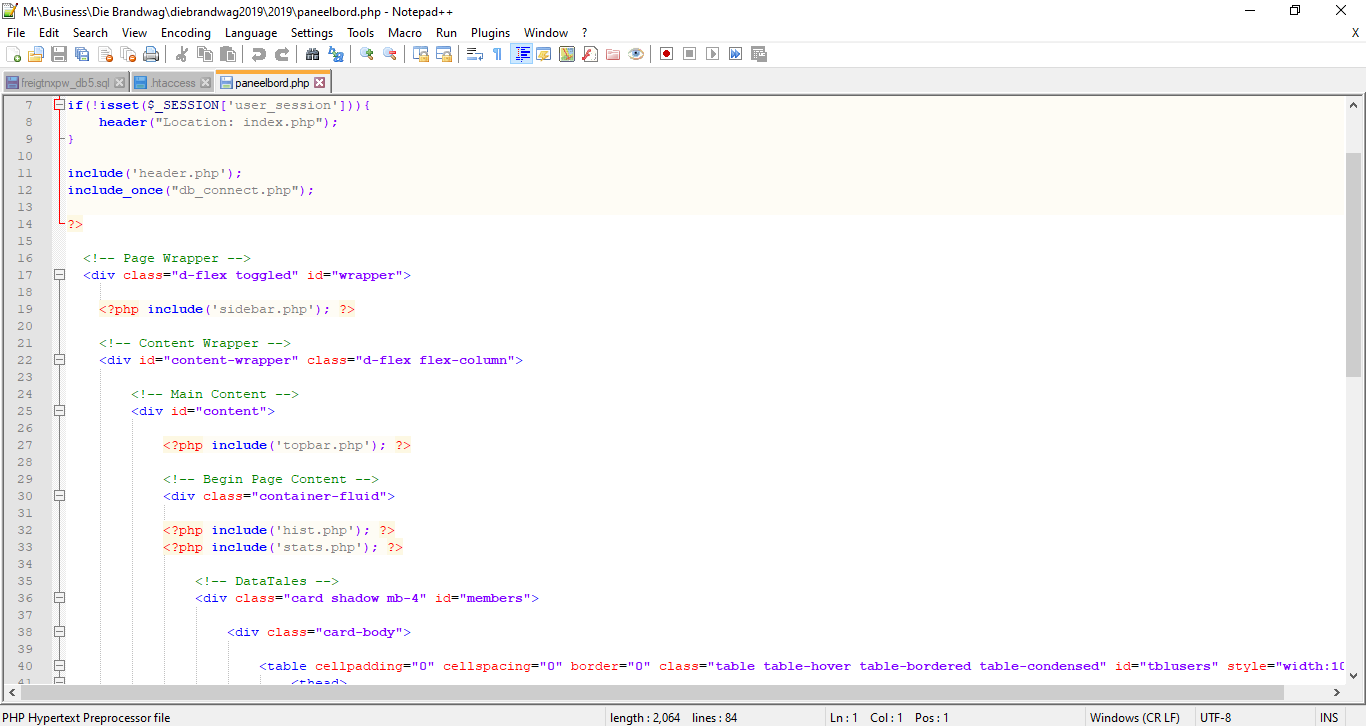 M:\Business\Die Brandwag\diebrandwag2019\2019\paneelbord.php - Notepad++
File Edit Search View Encoding Language Settings Tools Macro Run Plugins Window ? X
freigtnxpw_db5.sql .htaccess paneelbord.php
7 if(!isset($_SESSION['user_session'])){
8 header("Location: index.php");
9 }
10
11 include('header.php');
12 include_once("db_connect.php");
13
14 ?>
15
16 <!-- Page Wrapper -->
17 <div class="d-flex toggled" id="wrapper">
18
19 <?php include('sidebar.php'); ?>
20
21 <!-- Content Wrapper -->
22 <div id="content-wrapper" class="d-flex flex-column">
23
24 <!-- Main Content -->
25 <div id="content">
26
27 <?php include('topbar.php'); ?>
28
29 <!-- Begin Page Content -->
30 <div class="container-fluid">
31
32 <?php include('hist.php'); ?>
33 <?php include('stats.php'); ?>
34
35 <!-- DataTales -->
36 <div class="card shadow mb-4" id="members">
37
38 <div class="card-body">
39
40 <table cellpadding="0" cellspacing="0" border="0" class="table table-hover table-bordered table-condensed" id="tblusers" style="width:10
41 <thead>
PHP Hypertext Preprocessor file length : 2,064 lines : 84 Ln : 1 Col : 1 Pos : 1 Windows (CR LF) UTF-8 INS